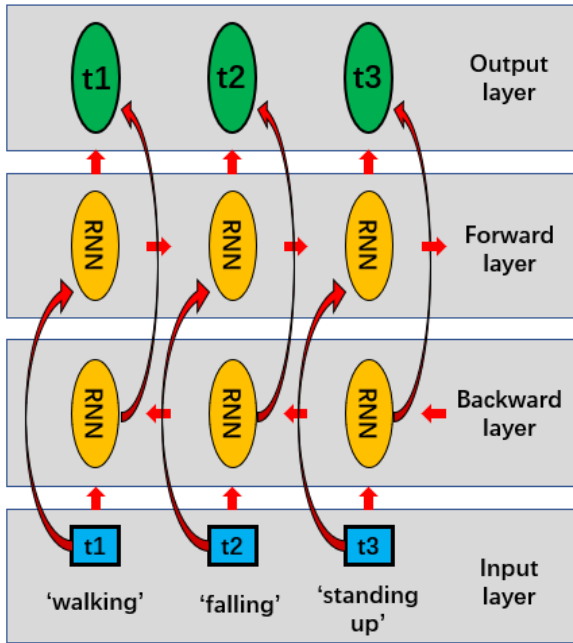 t1 t2 t3
Output
layer
RNN RNN RNN
Forward
layer
RNN RNN RNN
Backward
layer
t1 t2 t3
Input
layer
‘walking’ ‘falling’ ‘standing
up’